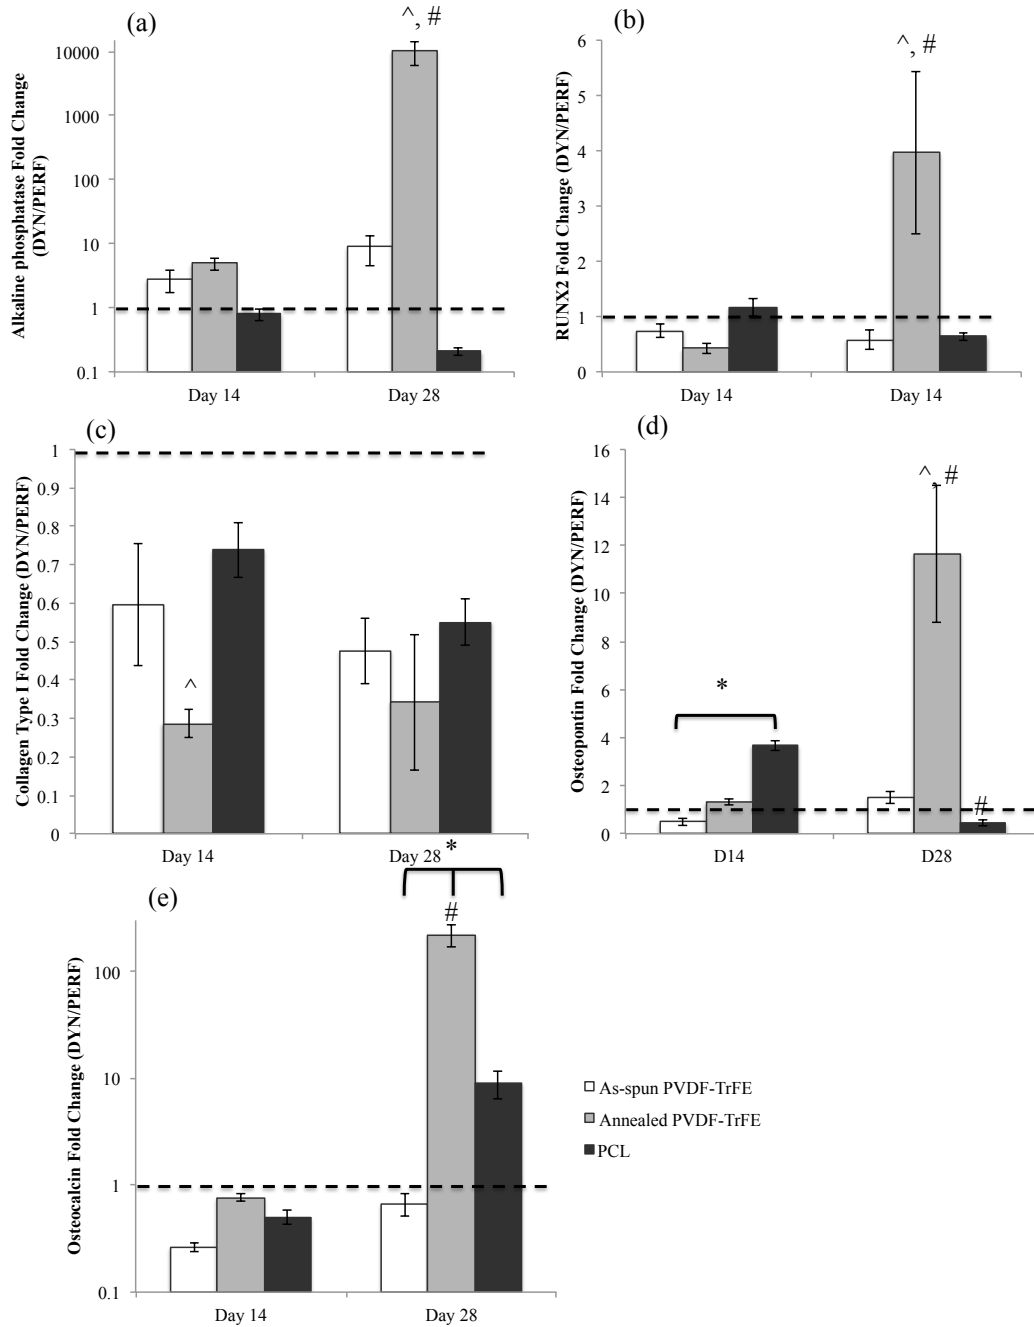 (a)
^, #
Alkaline phosphatase Fold Change
(DYN/PERF)
10000
1000
100
10
1
0.1
Day 14
Day 28
(b)
^, #
RUNX2 Fold Change (DYN/PERF)
6
5
4
3
2
1
0
Day 14
Day 14
(c)
Collagen Type I Fold Change (DYN/PERF)
1
0.9
0.8
0.7
0.6
0.5
0.4
0.3
0.2
0.1
0
^
Day 14
Day 28
(d)
Osteopontin Fold Change (DYN/PERF)
16
14
12
10
8
6
4
2
0
*
^, #
#
D14
D28
(e)
*
#
Osteocalcin Fold Change (DYN/PERF)
100
10
1
0.1
Day 14
Day 28
As-spun PVDF-TrFE
Annealed PVDF-TrFE
PCL